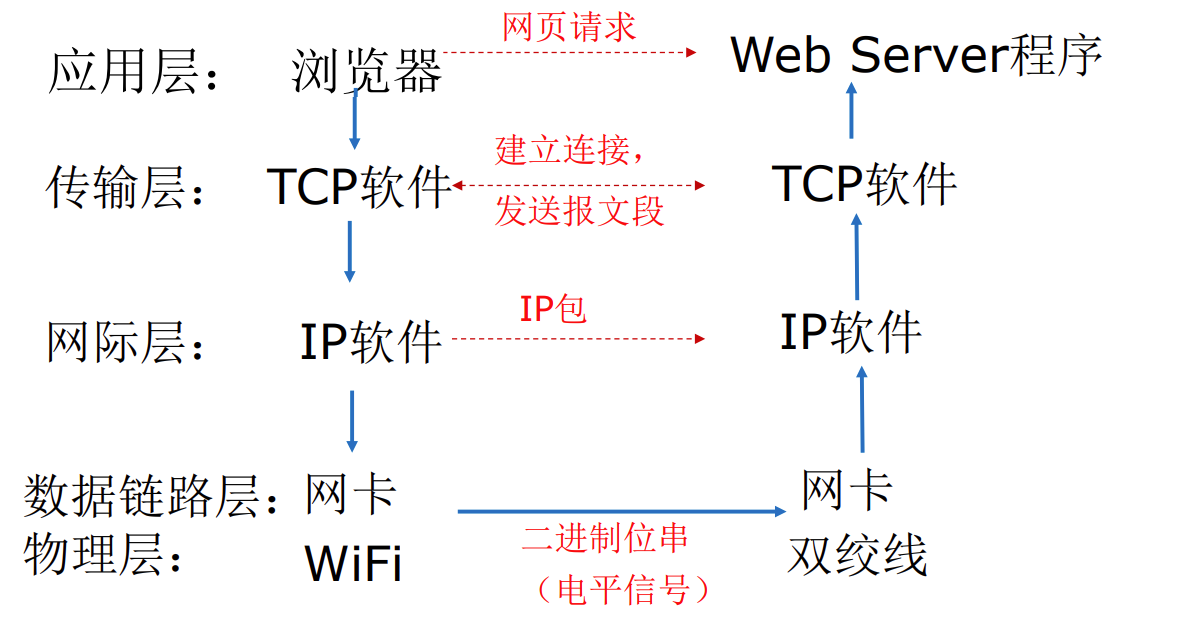 网页请求
应用层： 浏览器 Web Server程序
建立连接，
传输层： TCP软件 TCP软件
发送报文段
IP包
网际层： IP软件 IP软件
数据链路层：网卡 网卡
二进制位串
物理层： WiFi 双绞线
（电平信号）